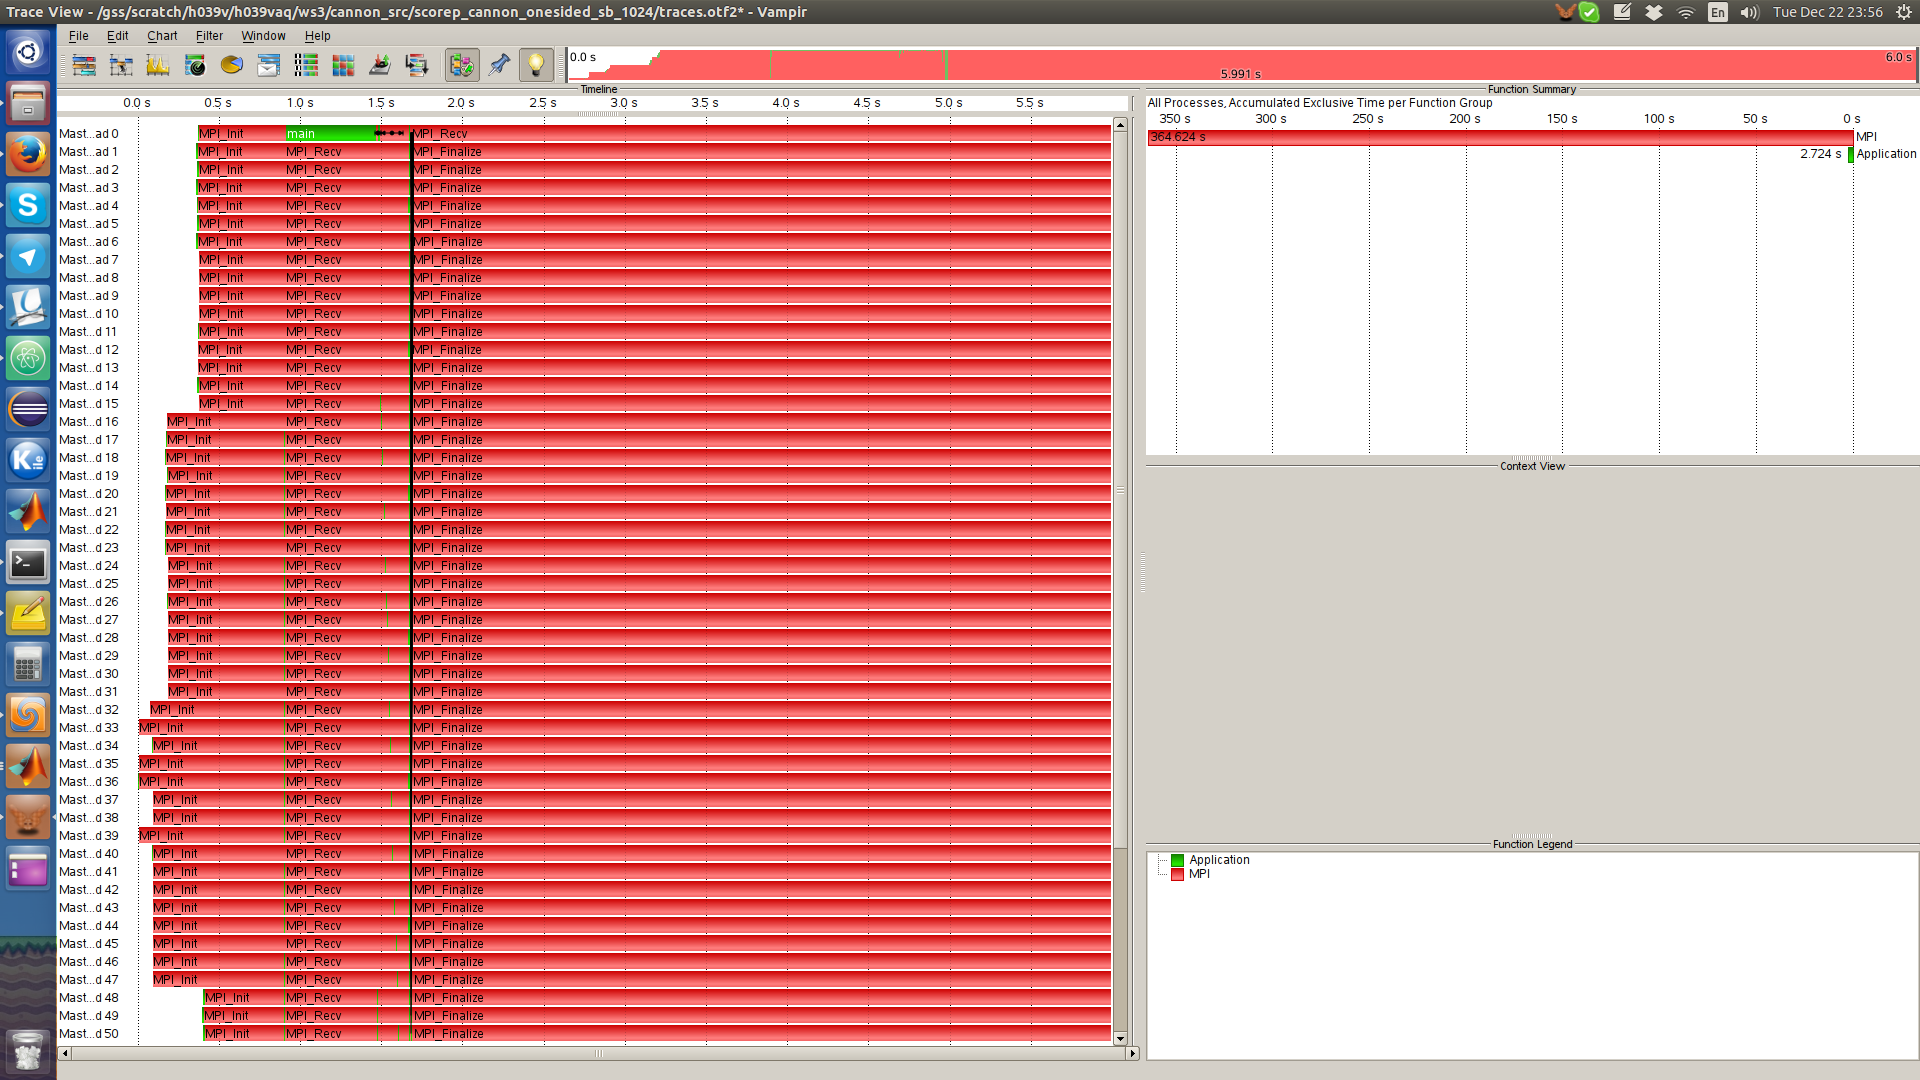 Trace View - /gss/scratch/h039v/h039vaq/ws3/cannon_src/scorep_cannon_onesided_sb_1024/traces.otf2* - Vampir
En
Tue Dec 22 23:56
File Edit Chart Filter Window Help
0.0 s
6.0 s
5.991 s
Timeline
0.0 s 0.5 s 1.0 s 1.5 s 2.0 s 2.5 s 3.0 s 3.5 s 4.0 s 4.5 s 5.0 s 5.5 s
Mast...ad 0 MPI_Init main MPI_Recv
Mast...ad 1 MPI_Init MPI_Recv MPI_Finalize
Mast...ad 2 MPI_Init MPI_Recv MPI_Finalize
Mast...ad 3 MPI_Init MPI_Recv MPI_Finalize
Mast...ad 4 MPI_Init MPI_Recv MPI_Finalize
Mast...ad 5 MPI_Init MPI_Recv MPI_Finalize
Mast...ad 6 MPI_Init MPI_Recv MPI_Finalize
Mast...ad 7 MPI_Init MPI_Recv MPI_Finalize
Mast...ad 8 MPI_Init MPI_Recv MPI_Finalize
Mast...ad 9 MPI_Init MPI_Recv MPI_Finalize
Mast...d 10 MPI_Init MPI_Recv MPI_Finalize
Mast...d 11 MPI_Init MPI_Recv MPI_Finalize
Mast...d 12 MPI_Init MPI_Recv MPI_Finalize
Mast...d 13 MPI_Init MPI_Recv MPI_Finalize
Mast...d 14 MPI_Init MPI_Recv MPI_Finalize
Mast...d 15 MPI_Init MPI_Recv MPI_Finalize
Mast...d 16 MPI_Init MPI_Recv MPI_Finalize
Mast...d 17 MPI_Init MPI_Recv MPI_Finalize
Mast...d 18 MPI_Init MPI_Recv MPI_Finalize
Mast...d 19 MPI_Init MPI_Recv MPI_Finalize
Mast...d 20 MPI_Init MPI_Recv MPI_Finalize
Mast...d 21 MPI_Init MPI_Recv MPI_Finalize
Mast...d 22 MPI_Init MPI_Recv MPI_Finalize
Mast...d 23 MPI_Init MPI_Recv MPI_Finalize
Mast...d 24 MPI_Init MPI_Recv MPI_Finalize
Mast...d 25 MPI_Init MPI_Recv MPI_Finalize
Mast...d 26 MPI_Init MPI_Recv MPI_Finalize
Mast...d 27 MPI_Init MPI_Recv MPI_Finalize
Mast...d 28 MPI_Init MPI_Recv MPI_Finalize
Mast...d 29 MPI_Init MPI_Recv MPI_Finalize
Mast...d 30 MPI_Init MPI_Recv MPI_Finalize
Mast...d 31 MPI_Init MPI_Recv MPI_Finalize
Mast...d 32 MPI_Init MPI_Recv MPI_Finalize
Mast...d 33 MPI_Init MPI_Recv MPI_Finalize
Mast...d 34 MPI_Init MPI_Recv MPI_Finalize
Mast...d 35 MPI_Init MPI_Recv MPI_Finalize
Mast...d 36 MPI_Init MPI_Recv MPI_Finalize
Mast...d 37 MPI_Init MPI_Recv MPI_Finalize
Mast...d 38 MPI_Init MPI_Recv MPI_Finalize
Mast...d 39 MPI_Init MPI_Recv MPI_Finalize
Mast...d 40 MPI_Init MPI_Recv MPI_Finalize
Mast...d 41 MPI_Init MPI_Recv MPI_Finalize
Mast...d 42 MPI_Init MPI_Recv MPI_Finalize
Mast...d 43 MPI_Init MPI_Recv MPI_Finalize
Mast...d 44 MPI_Init MPI_Recv MPI_Finalize
Mast...d 45 MPI_Init MPI_Recv MPI_Finalize
Mast...d 46 MPI_Init MPI_Recv MPI_Finalize
Mast...d 47 MPI_Init MPI_Recv MPI_Finalize
Mast...d 48 MPI_Init MPI_Recv MPI_Finalize
Mast...d 49 MPI_Init MPI_Recv MPI_Finalize
Mast...d 50 MPI_Init MPI_Recv MPI_Finalize
Function Summary
All Processes, Accumulated Exclusive Time per Function Group
350 s 300 s 250 s 200 s 150 s 100 s 50 s 0 s
364.624 s MPI
2.724 s Application
Context View
Function Legend
Application
MPI